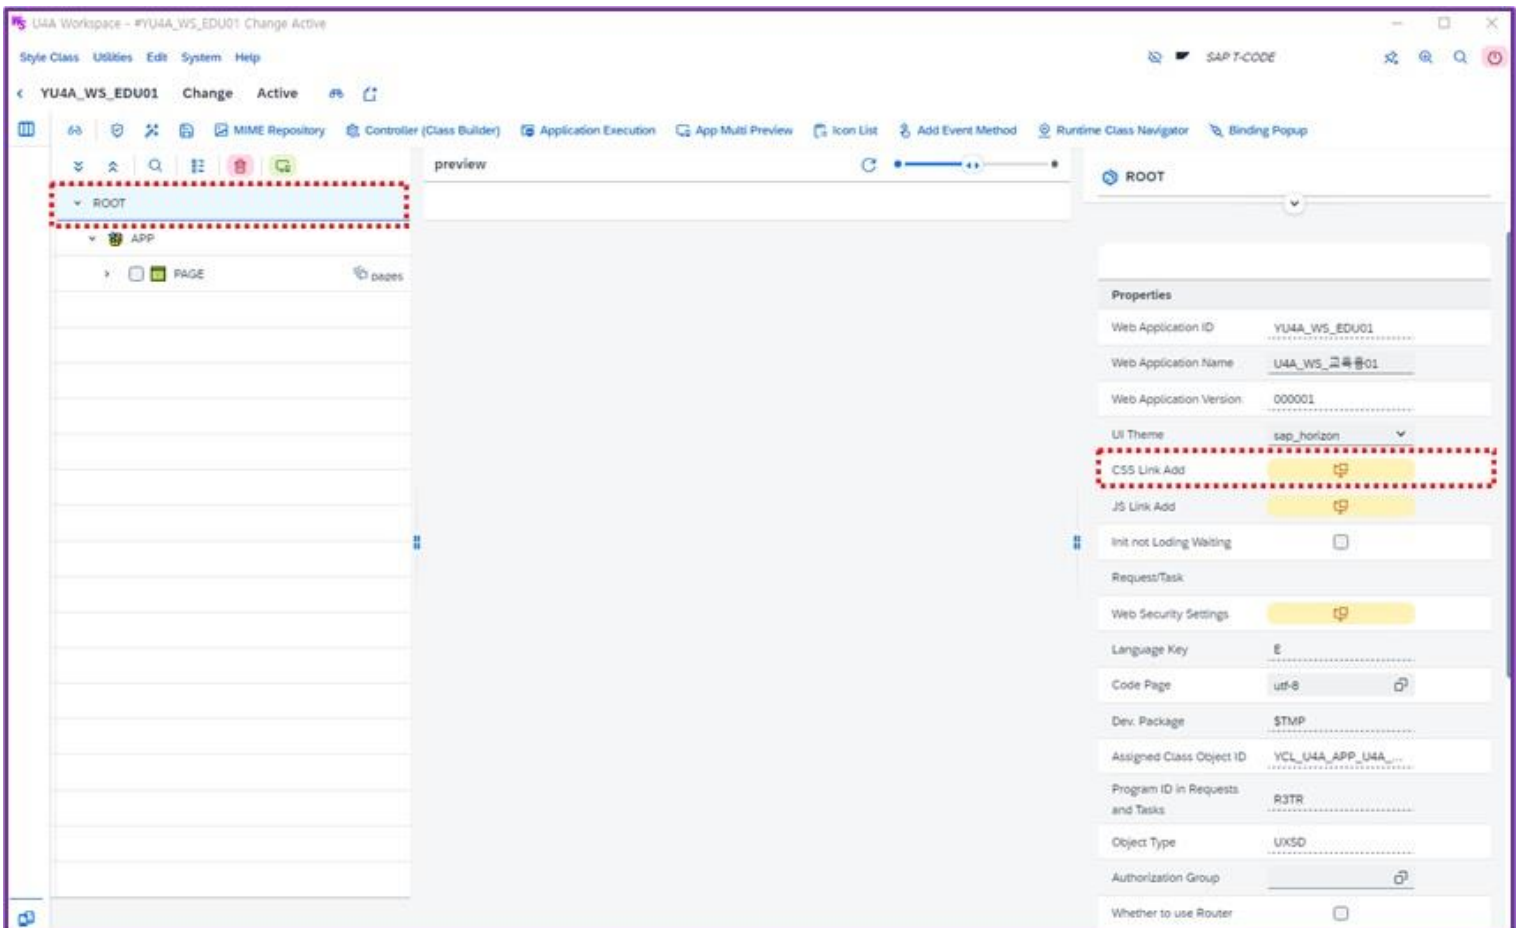 U4A Workspace - #YU4A_WS_EDU01 Change Active
Style Class Utilities Edit System Help
SAP T-CODE
YU4A_WS_EDU01 Change Active
MIME Repository Controller (Class Builder) Application Execution App Multi Preview Icon List Add Event Method Runtime Class Navigator Binding Popup
preview
ROOT
ROOT
APP
PAGE pages
Properties
Web Application ID YU4A_WS_EDU01
Web Application Name U4A_WS_교육용01
Web Application Version 000001
UI Theme sap_horizon
CSS Link Add
JS Link Add
Init not Loding Waiting
Request/Task
Web Security Settings
Language Key E
Code Page utf-8
Dev. Package $TMP
Assigned Class Object ID YCL_U4A_APP_U4A_...
Program ID in Requests
and Tasks R3TR
Object Type UXSD
Authorization Group
Whether to use Router